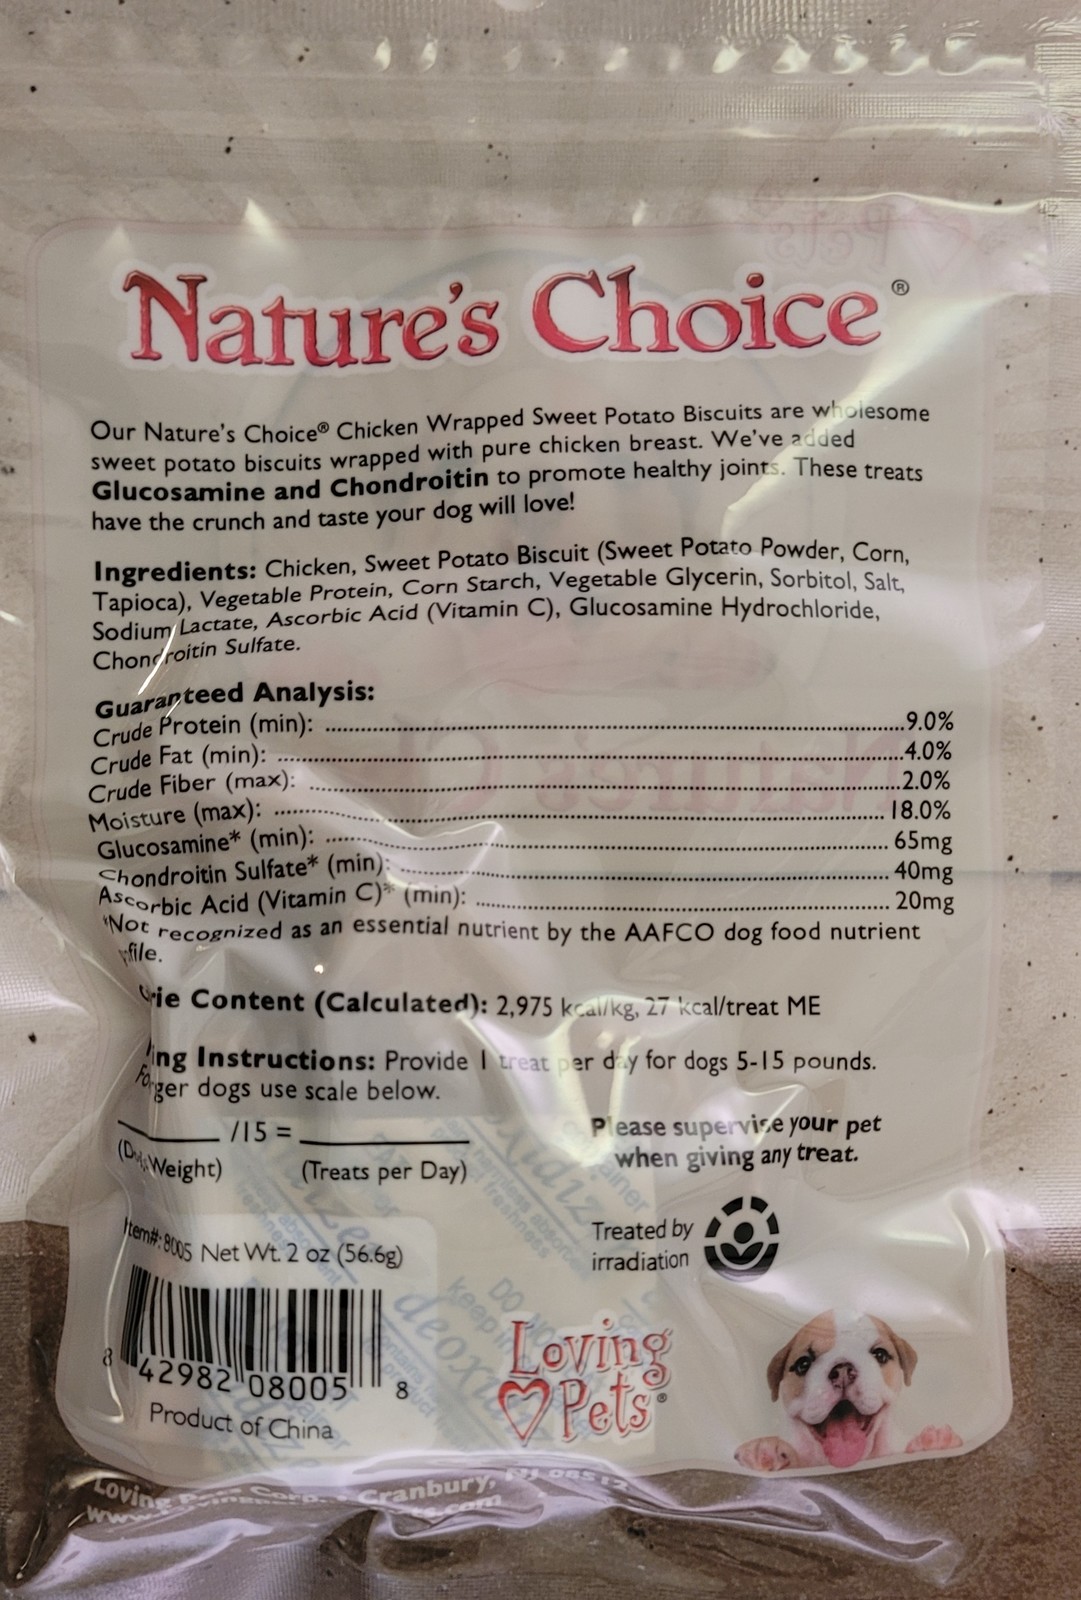 Nature's Choice®
Our Nature's Choice® Chicken Wrapped Sweet Potato Biscuits are wholesome
sweet potato biscuits wrapped with pure chicken breast. We've added
Glucosamine and Chondroitin to promote healthy joints. These treats
have the crunch and taste your dog will love!
Ingredients: Chicken, Sweet Potato Biscuit (Sweet Potato Powder, Corn,
Tapioca), Vegetable Protein, Corn Starch, Vegetable Glycerin, Sorbitol, Salt,
Sodium Lactate, Ascorbic Acid (Vitamin C), Glucosamine Hydrochloride,
Chondroitin Sulfate.
Guaranteed Analysis:
Crude Protein (min): 9.0%
Crude Fat (min): 4.0%
Crude Fiber (max): 2.0%
Moisture (max): 18.0%
Glucosamine* (min): 65mg
Chondroitin Sulfate* (min): 40mg
Ascorbic Acid (Vitamin C)* (min): 20mg
*Not recognized as an essential nutrient by the AAFCO dog food nutrient
Content (Calculated): 2,975 kcal/kg, 27 kcal/treat ME
Instructions: Provide 1 treat per day for dogs 5-15 pounds.
dogs use scale below.
/15 =
Weight) (Treats per Day)
Please supervise your pet
when giving any treat.
Treated by
irradiation
Item#: 8005 Net Wt. 2 oz (56.6g)
8 42982 08005 8
Product of China
Loving
Pets®
Loving Pets Corp. Cranbury, NJ 08512